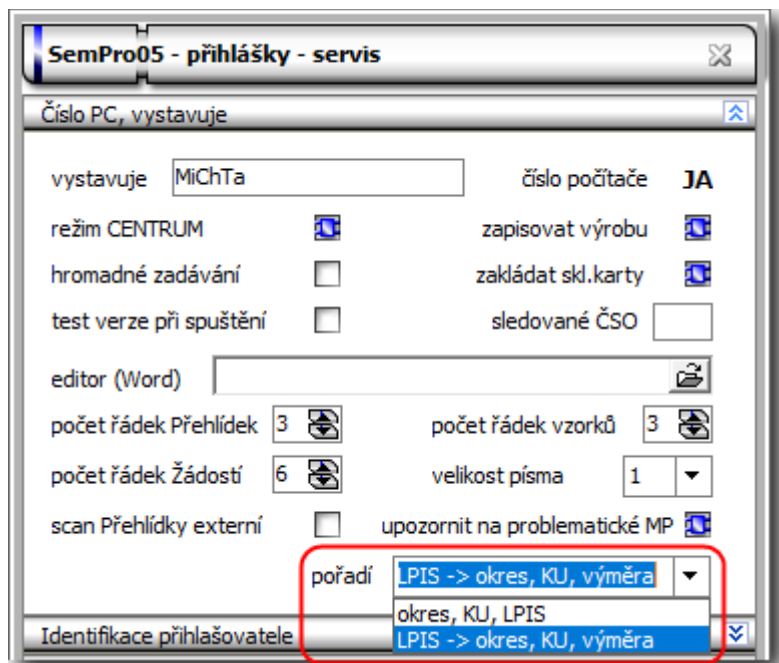 SemPro05 - přihlášky - servis
Číslo PC, vystavuje
vystavuje MiChTa číslo počítače JA
režim CENTRUM zapisovat výrobu
hromadné zadávání zakládat skl.karty
test verze při spuštění sledované ČSO
editor (Word)
počet řádek Přehlídek 3 počet řádek vzorků 3
počet řádek Žádostí 6 velikost písma 1
scan Přehlídky externí upozornit na problematické MP
pořadí LPIS -> okres, KU, výměra
okres, KU, LPIS
Identifikace přihlašovatele LPIS -> okres, KU, výměra